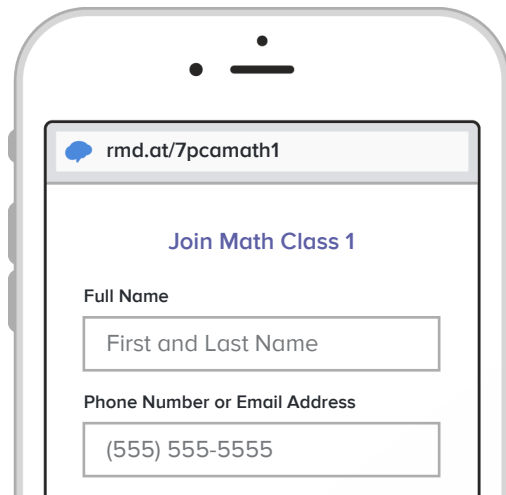 rmd.at/7pcamath1
Join Math Class 1
Full Name
First and Last Name
Phone Number or Email Address
(555) 555-5555